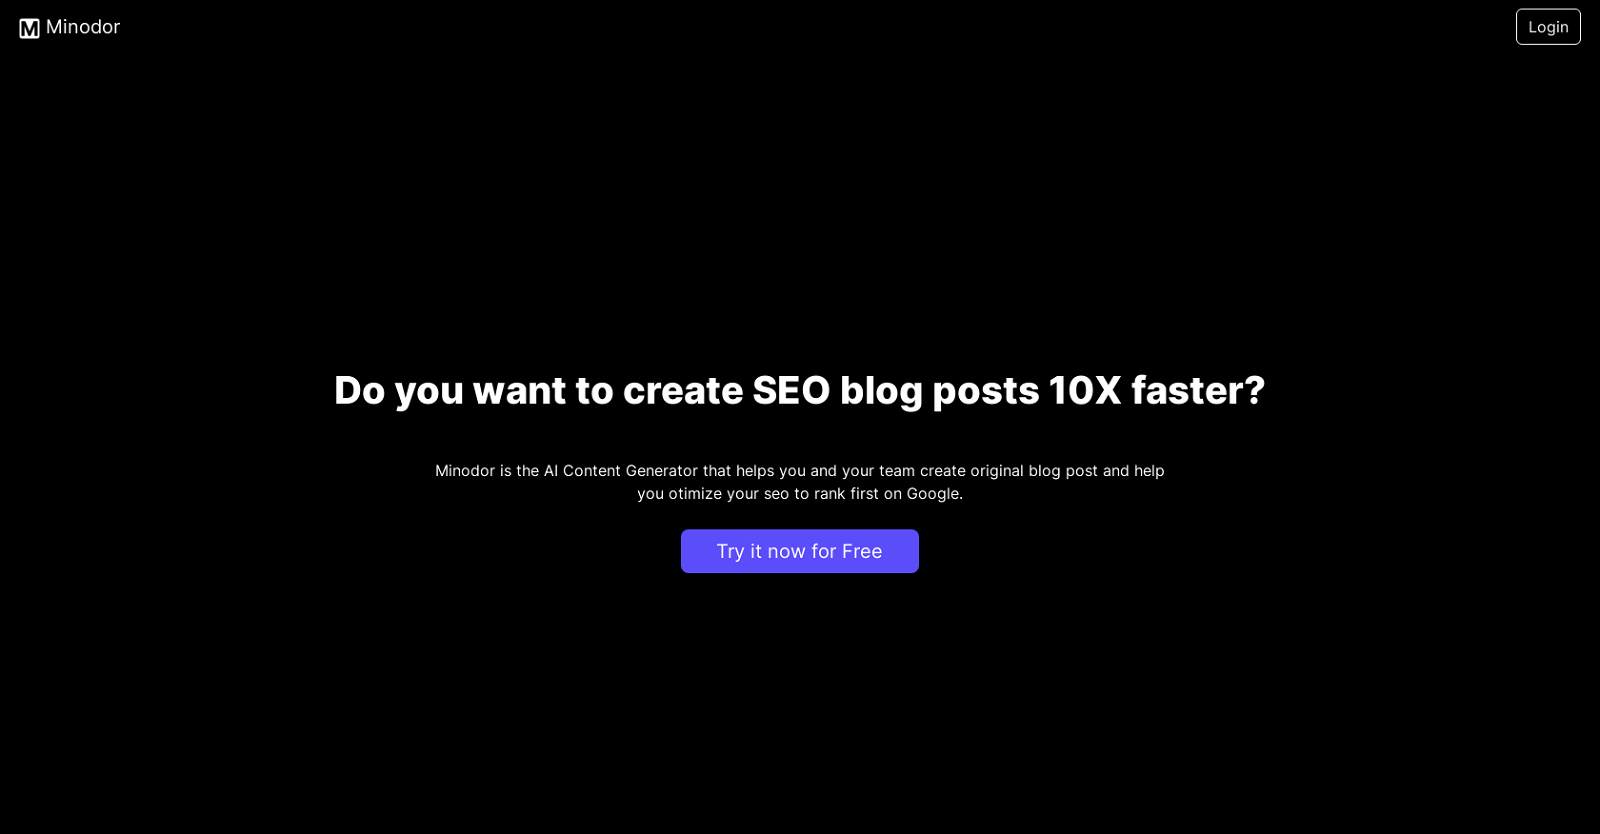 Minodor
Login
Do you want to create SEO blog posts 10X faster?
Minodor is the AI Content Generator that helps you and your team create original blog post and help
you otimize your seo to rank first on Google.
Try it now for Free